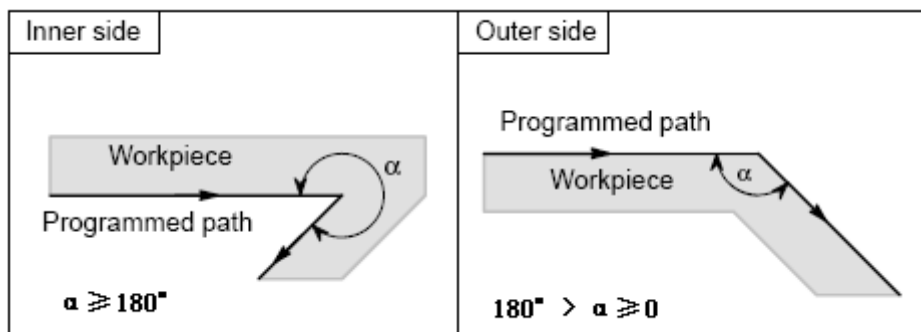 Inner side
Workpiece
α
Programmed path
α ≥ 180°
Outer side
Programmed path
Workpiece
α
180° > α ≥ 0